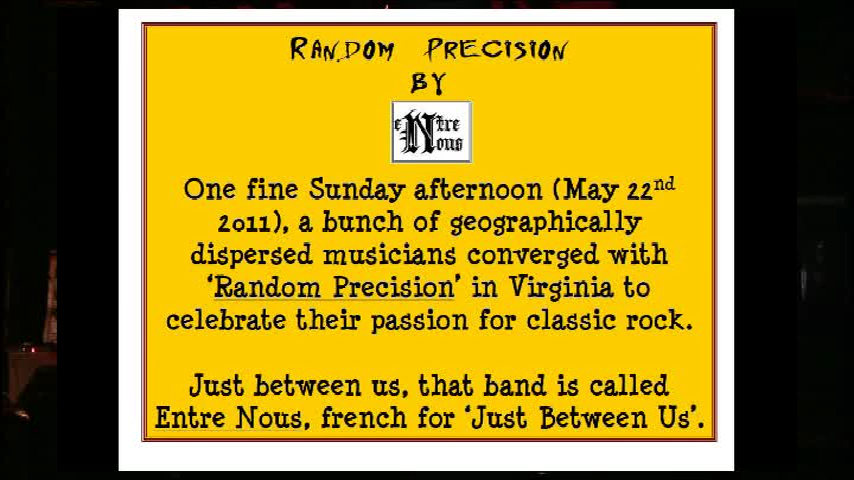 RANDOM PRECISION
BY
eNtre
Nous
One fine Sunday afternoon (May 22nd
2011), a bunch of geographically
dispersed musicians converged with
‘Random Precision’ in Virginia to
celebrate their passion for classic rock.
Just between us, that band is called
Entre Nous, french for ‘Just Between Us’.